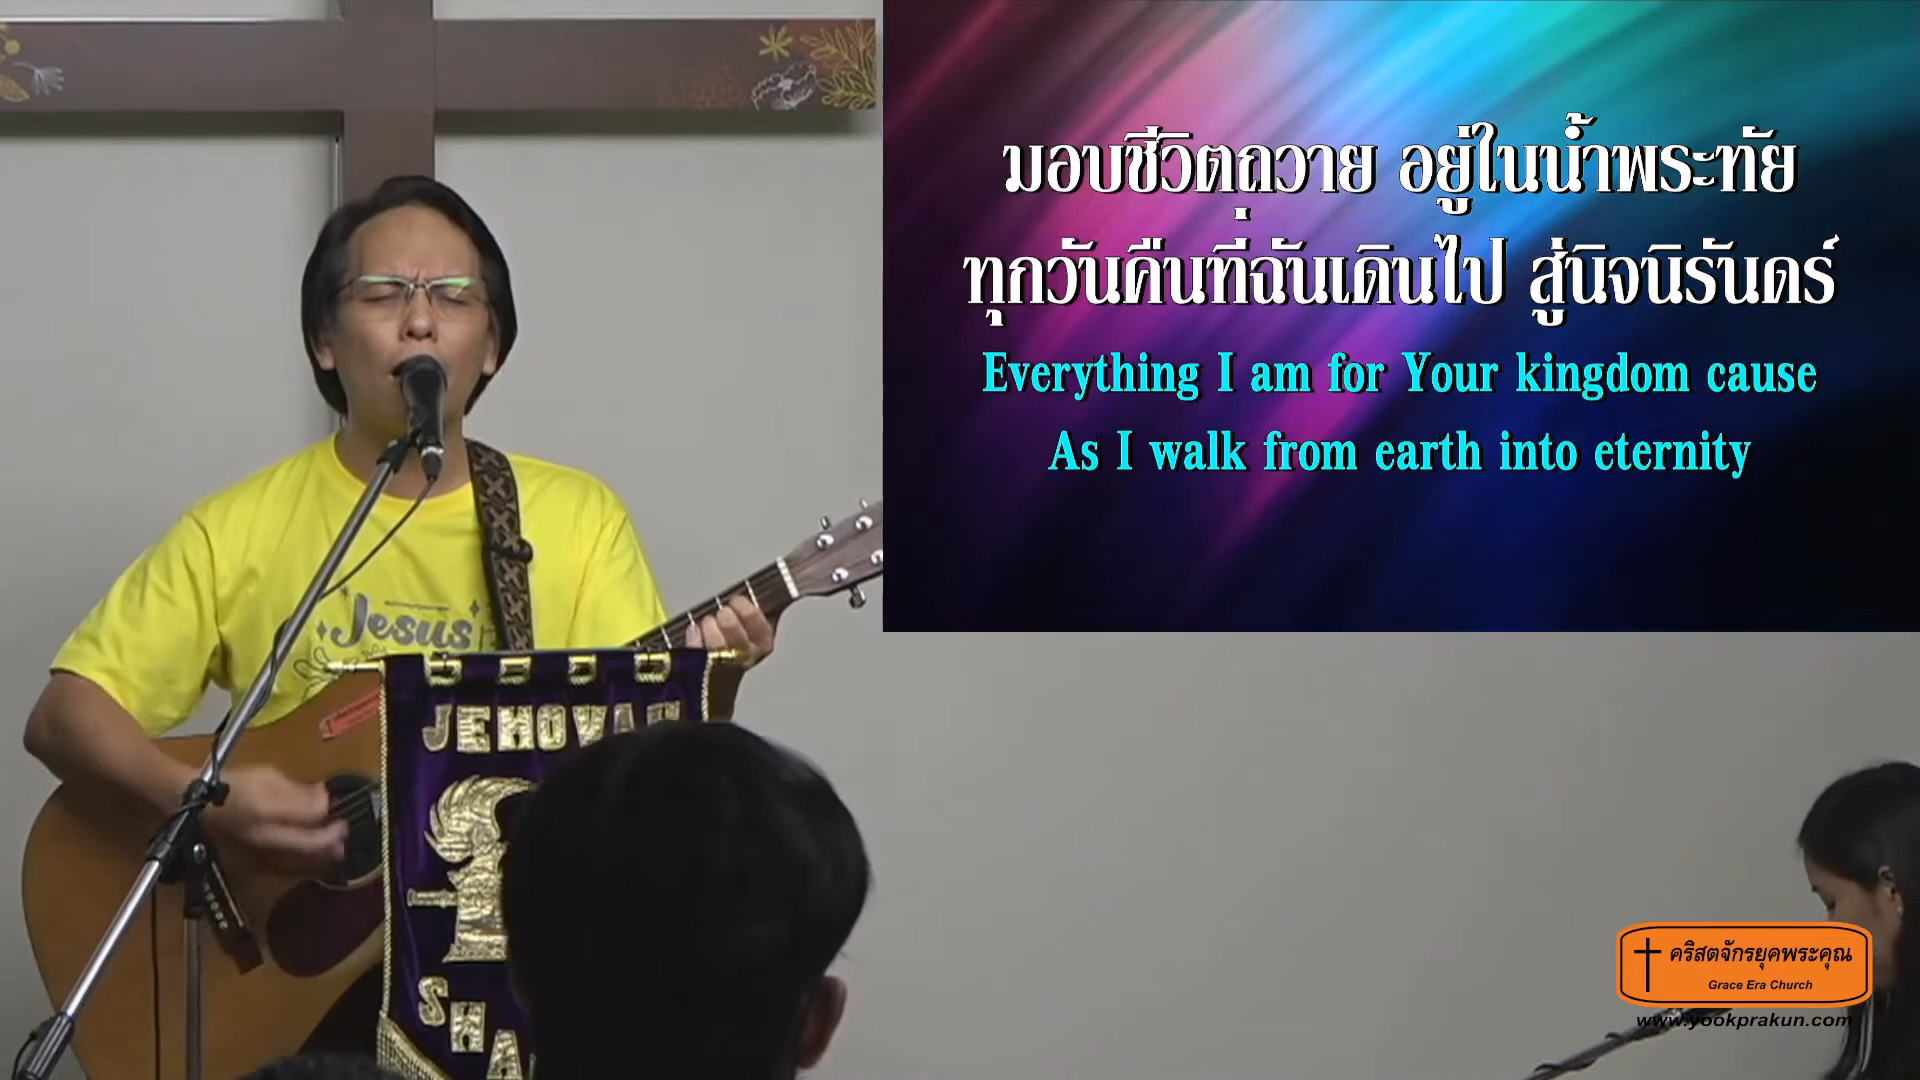 มอบชีวิตถวาย อยู่ในน้ำพระทัย
ทุกวันคืนที่ฉันเดินไป สู่นิจนิรันดร์
Everything I am for Your kingdom cause
As I walk from earth into eternity
Jesus
JEHOVAH
SHA
คริสตจักรยุคพระคุณ
Grace Era Church
www.yookprakun.com